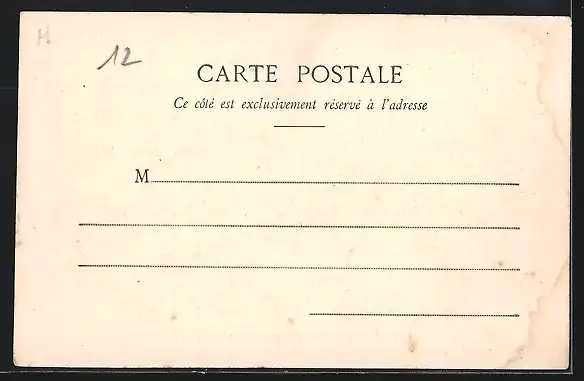 H.
12
CARTE POSTALE
Ce côté est exclusivement réservé à l'adresse
M